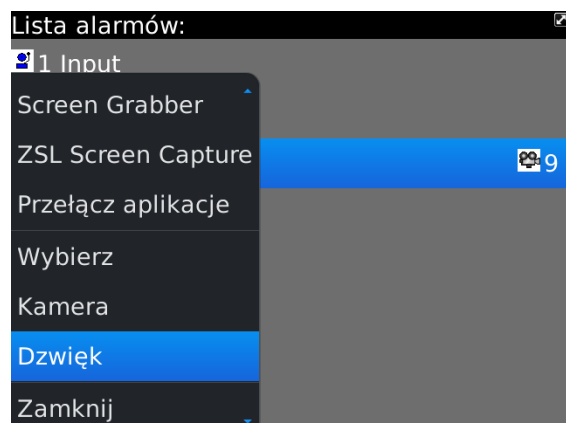 Lista alarmów:
1 Input
Screen Grabber
ZSL Screen Capture
9
Przełącz aplikacje
Wybierz
Kamera
Dzwięk
Zamknij